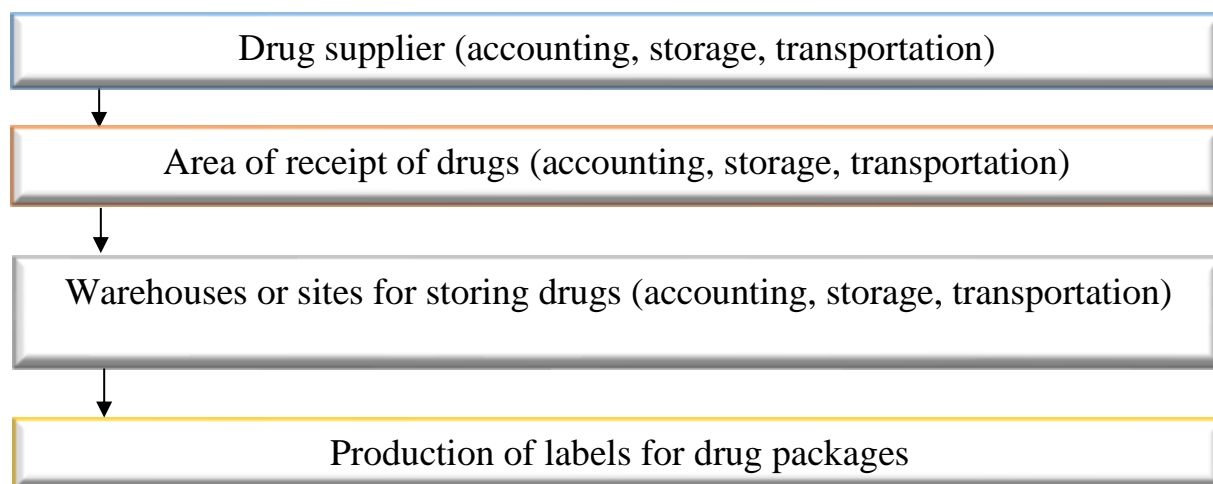 Drug supplier (accounting, storage, transportation)
Area of receipt of drugs (accounting, storage, transportation)
Warehouses or sites for storing drugs (accounting, storage, transportation)
Production of labels for drug packages